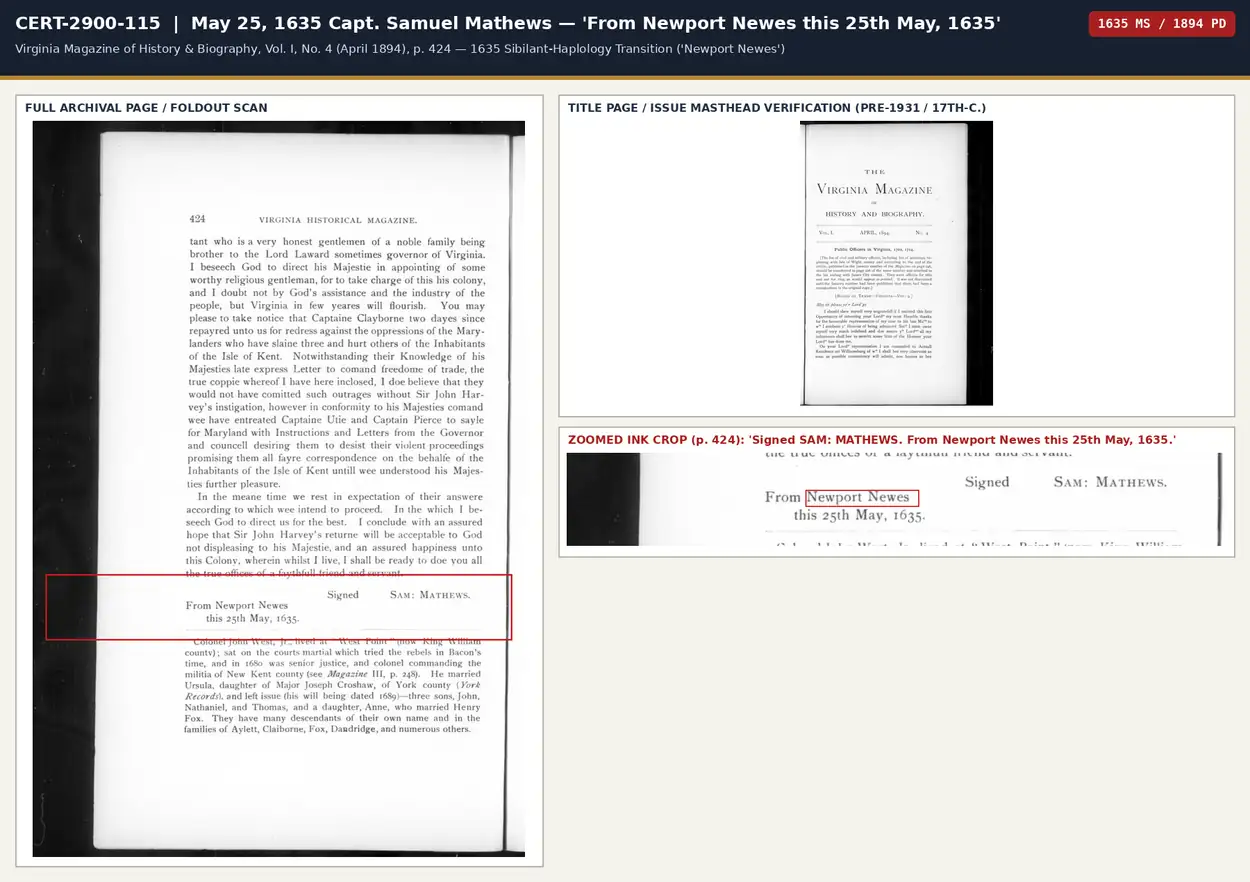 CERT-2900-115 | May 25, 1635 Capt. Samuel Mathews — 'From Newport Newes this 25th May, 1635'
1635 MS / 1894 PD
Virginia Magazine of History & Biography, Vol. I, No. 4 (April 1894), p. 424 — 1635 Sibilant-Haplology Transition ('Newport Newes')
FULL ARCHIVAL PAGE / FOLDOUT SCAN
424 VIRGINIA HISTORICAL MAGAZINE.
tant who is a very honest gentlemen of a noble family being
brother to the Lord Laward sometimes governor of Virginia.
I beseech God to direct his Majestie in appointing of some
worthy religious gentleman, for to take charge of this his colony,
and I doubt not by God's assistance and the industry of the
people, but Virginia in few yeares will flourish. You may
please to take notice that Captaine Clayborne two dayes since
repayred unto us for redress against the oppressions of the Mary-
landers who have slaine three and hurt others of the Inhabitants
of the Isle of Kent. Notwithstanding their Knowledge of his
Majesties late express Letter to comand freedome of trade, the
true coppie whereof I have here inclosed, I doe believe that they
would not have comitted such outrages without Sir John Har-
vey's instigation, however in conformity to his Majesties comand
wee have entreated Captaine Utie and Captain Pierce to sayle
for Maryland with Instructions and Letters from the Governor
and councell desiring them to desist their violent proceedings
promising them all fayre correspondence on the behalfe of the
Inhabitants of the Isle of Kent untill wee understood his Majes-
ties further pleasure.
In the meane time we rest in expectation of their answere
according to which wee intend to proceed. In the which I be-
seech God to direct us for the best. I conclude with an assured
hope that Sir John Harvey's returne will be acceptable to God
not displeasing to his Majestie, and an assured happiness unto
this Colony, wherein whilst I live, I shall be ready to doe you all
the true offices of a faythfull friend and servant.
Signed SAM: MATHEWS.
From Newport Newes
this 25th May, 1635.
Colonel John West, Jr., lived at "West Point" (now King William
county); sat on the courts martial which tried the rebels in Bacon's
time, and in 1680 was senior justice, and colonel commanding the
militia of New Kent county (see Magazine III, p. 248). He married
Ursula, daughter of Major Joseph Croshaw, of York county (York
Records), and left issue (his will being dated 1689)—three sons, John,
Nathaniel, and Thomas, and a daughter, Anne, who married Henry
Fox. They have many descendants of their own name and in the
families of Aylett, Claiborne, Fox, Dandridge, and numerous others.
TITLE PAGE / ISSUE MASTHEAD VERIFICATION (PRE-1931 / 17TH-C.)
THE
VIRGINIA MAGAZINE
OF
HISTORY AND BIOGRAPHY.
VOL. I. APRIL, 1894. No. 4
Public Officers in Virginia, 1702, 1714.
ZOOMED INK CROP (p. 424): 'Signed SAM: MATHEWS. From Newport Newes this 25th May, 1635.'
the true offices of a faythfull friend and servant.
Signed SAM: MATHEWS.
From Newport Newes
this 25th May, 1635.